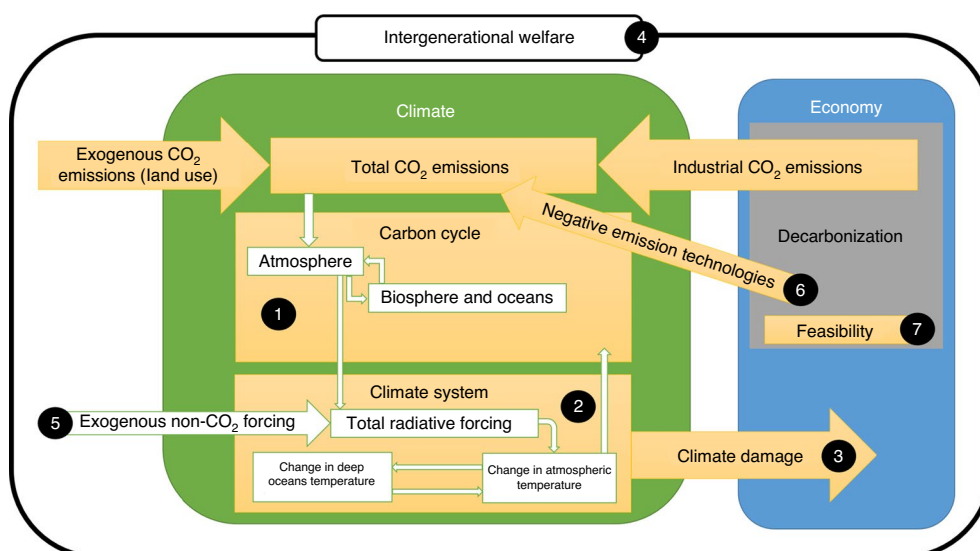 Intergenerational welfare 4
Climate
Economy
Exogenous CO₂
emissions (land use)
Total CO₂ emissions
Industrial CO₂ emissions
Negative emission technologies
6
Decarbonization
Feasibility 7
Carbon cycle
Atmosphere
Biosphere and oceans
1
Climate system
2
5 Exogenous non-CO₂ forcing
Total radiative forcing
Change in deep
oceans temperature
Change in atmospheric
temperature
Climate damage 3